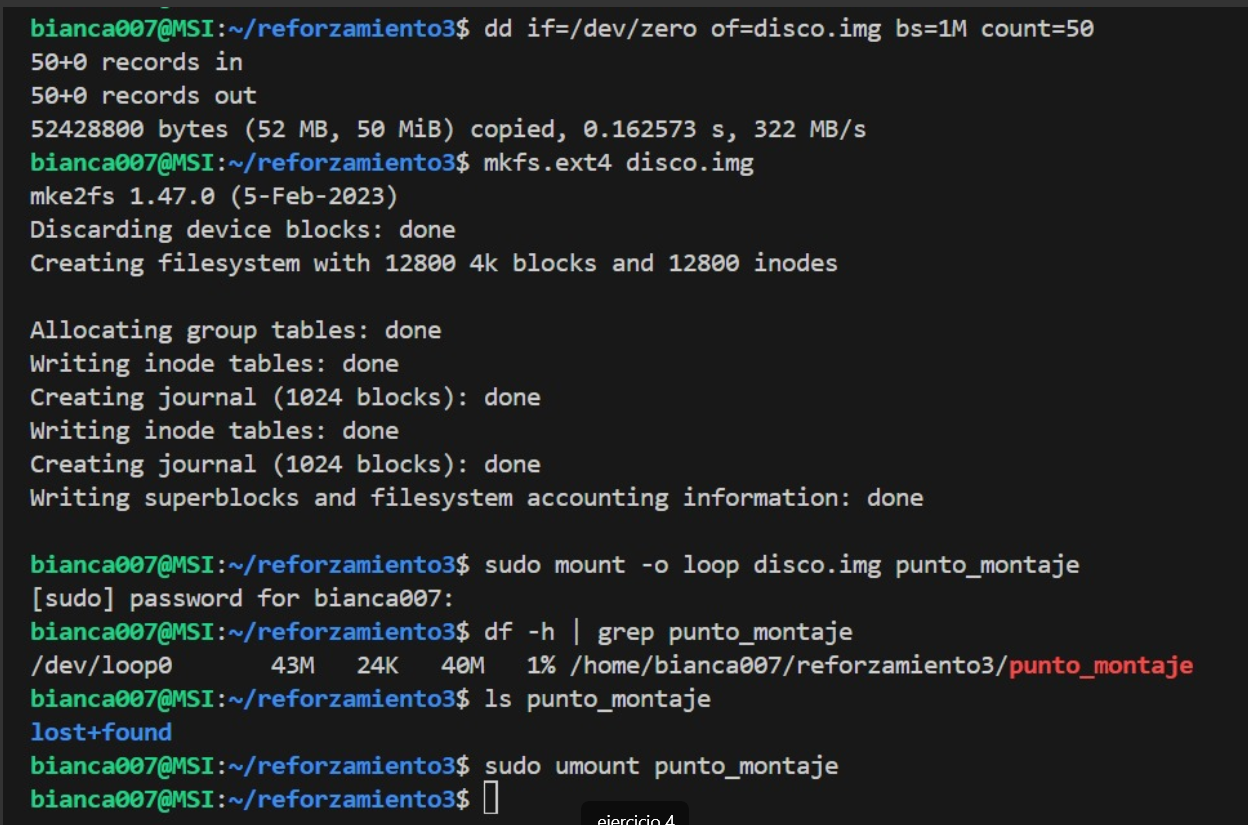 bianca007@MSI:~/reforzamiento3$ dd if=/dev/zero of=disco.img bs=1M count=50
50+0 records in
50+0 records out
52428800 bytes (52 MB, 50 MiB) copied, 0.162573 s, 322 MB/s
bianca007@MSI:~/reforzamiento3$ mkfs.ext4 disco.img
mke2fs 1.47.0 (5-Feb-2023)
Discarding device blocks: done
Creating filesystem with 12800 4k blocks and 12800 inodes

Allocating group tables: done
Writing inode tables: done
Creating journal (1024 blocks): done
Writing inode tables: done
Creating journal (1024 blocks): done
Writing superblocks and filesystem accounting information: done

bianca007@MSI:~/reforzamiento3$ sudo mount -o loop disco.img punto_montaje
[sudo] password for bianca007:
bianca007@MSI:~/reforzamiento3$ df -h | grep punto_montaje
/dev/loop0       43M   24K   40M   1% /home/bianca007/reforzamiento3/punto_montaje
bianca007@MSI:~/reforzamiento3$ ls punto_montaje
lost+found
bianca007@MSI:~/reforzamiento3$ sudo umount punto_montaje
bianca007@MSI:~/reforzamiento3$
ejercicio 4